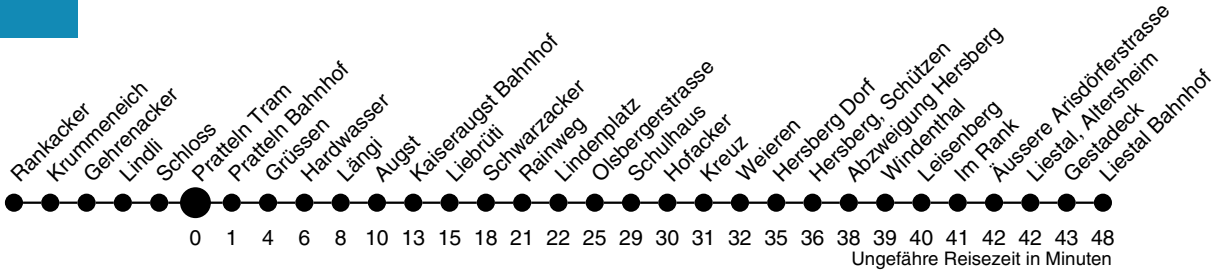 Rankacker
Krummeneich
Gehrenacker
Lindli
Schloss
Pratteln Tram
Pratteln Bahnhof
Grüssen
Hardwasser
Längi
Augst
Kaiseraugst Bahnhof
Liebrüti
Schwarzacker
Rainweg
Lindenplatz
Olsbergerstrasse
Schulhaus
Hofacker
Kreuz
Weieren
Hersberg Dorf
Hersberg, Schützen
Abzweigung Hersberg
Windenthal
Leisenberg
Im Rank
Äussere Arisdörferstrasse
Liestal, Altersheim
Gestadeck
Liestal Bahnhof
0 1 4 6 8 10 13 15 18 21 22 25 29 30 31 32 35 36 38 39 40 41 42 42 43 48
Ungefähre Reisezeit in Minuten